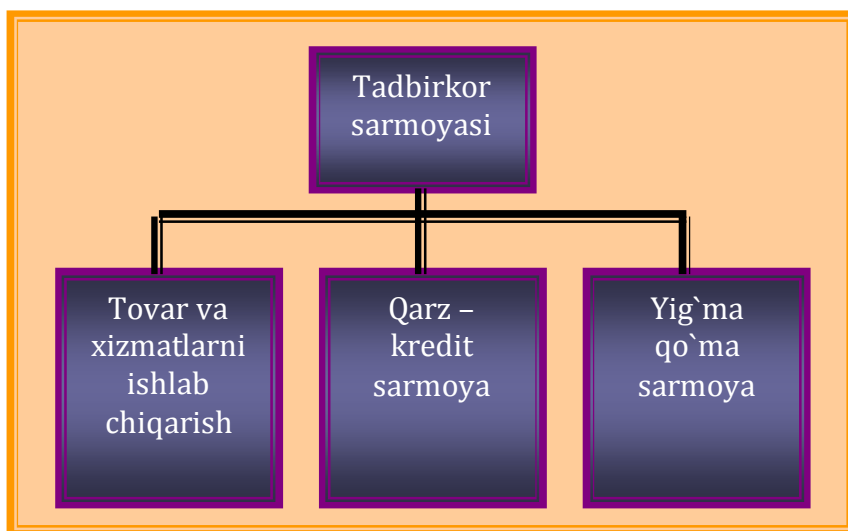 Tadbirkor
sarmoyasi
Tovar va
xizmatlarni
ishlab
chiqarish
Qarz –
kredit
sarmoya
Yig`ma
qo`ma
sarmoya